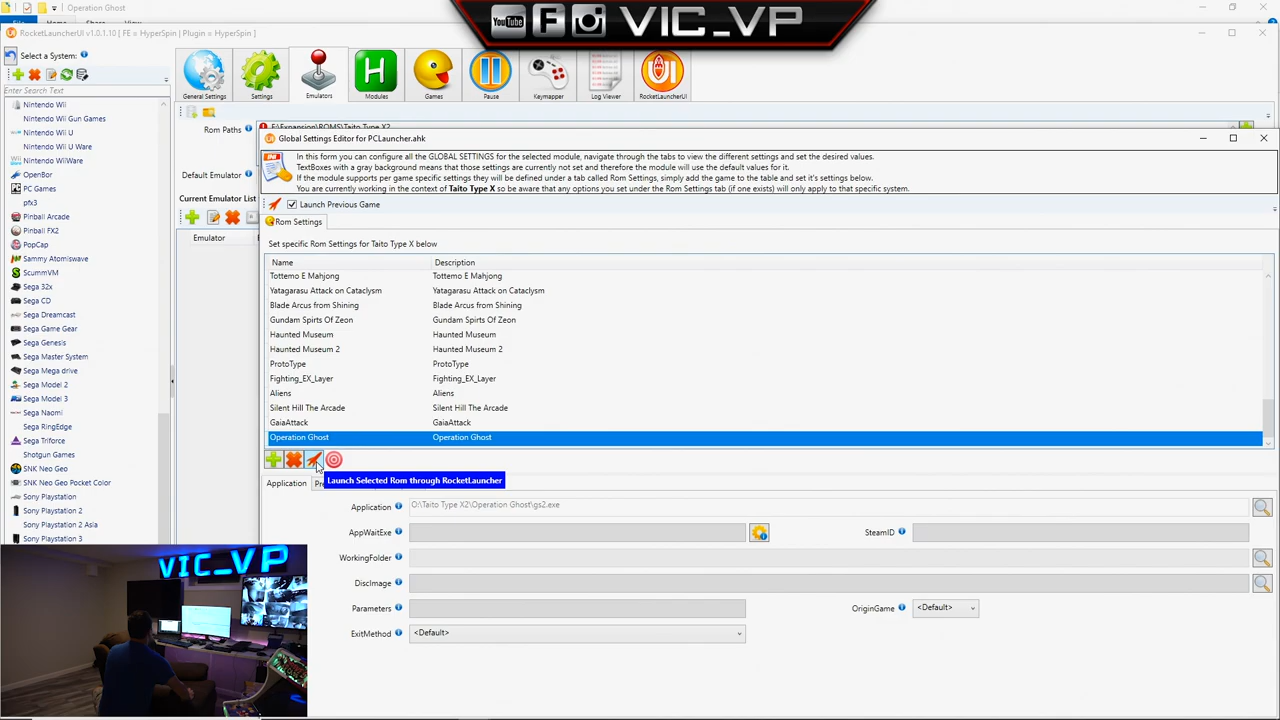 Operation Ghost
File Home Share View
VIC_VP
You Tube
RocketLauncherUI v1.0.1.10 [ FE = HyperSpin | Plugin = HyperSpin ]
Select a System:
Enter Search Text
General Settings Settings Emulators Modules Games Pause Keymapper Log Viewer RocketLauncherUI
Nintendo Wii
Nintendo Wii Gun Games
Nintendo Wii U
Nintendo Wii U Ware
Nintendo WiiWare
OpenBor
PC Games
pfx3
Pinball Arcade
Pinball FX2
PopCap
Sammy Atomiswave
ScummVM
Sega 32x
Sega CD
Sega Dreamcast
Sega Game Gear
Sega Genesis
Sega Master System
Sega Mega drive
Sega Model 2
Sega Model 3
Sega Naomi
Sega RingEdge
Sega Triforce
Shotgun Games
SNK Neo Geo
SNK Neo Geo Pocket Color
Sony Playstation
Sony Playstation 2
Sony Playstation 2 Asia
Sony Playstation 3
Rom Paths
Default Emulator
Current Emulator List
Emulator
Global Settings Editor for PCLauncher.ahk
In this form you can configure all the GLOBAL SETTINGS for the selected module, navigate through the tabs to view the different settings and set the desired values.
TextBoxes with a gray background means that those settings are currently not set and therefore the module will use the default values for it.
If the module supports per game specific settings they will be defined under a tab called Rom Settings, simply add the game to the table and set it's settings below.
You are currently working in the context of Taito Type X so be aware that any options you set under the Rom Settings tab (if one exists) will only apply to that specific system.
Launch Previous Game
Rom Settings
Set specific Rom Settings for Taito Type X below
Name Description
Tottemo E Mahjong Tottemo E Mahjong
Yatagarasu Attack on Cataclysm Yatagarasu Attack on Cataclysm
Blade Arcus from Shining Blade Arcus from Shining
Gundam Spirts Of Zeon Gundam Spirts Of Zeon
Haunted Museum Haunted Museum
Haunted Museum 2 Haunted Museum 2
ProtoType ProtoType
Fighting_EX_Layer Fighting_EX_Layer
Aliens Aliens
Silent Hill The Arcade Silent Hill The Arcade
GaiaAttack GaiaAttack
Operation Ghost Operation Ghost
Launch Selected Rom through RocketLauncher
Application
Application O:\Taito Type X2\Operation Ghost\gs2.exe
AppWaitExe SteamID
WorkingFolder
DiscImage
Parameters OriginGame <Default>
ExitMethod <Default>
VIC_VP